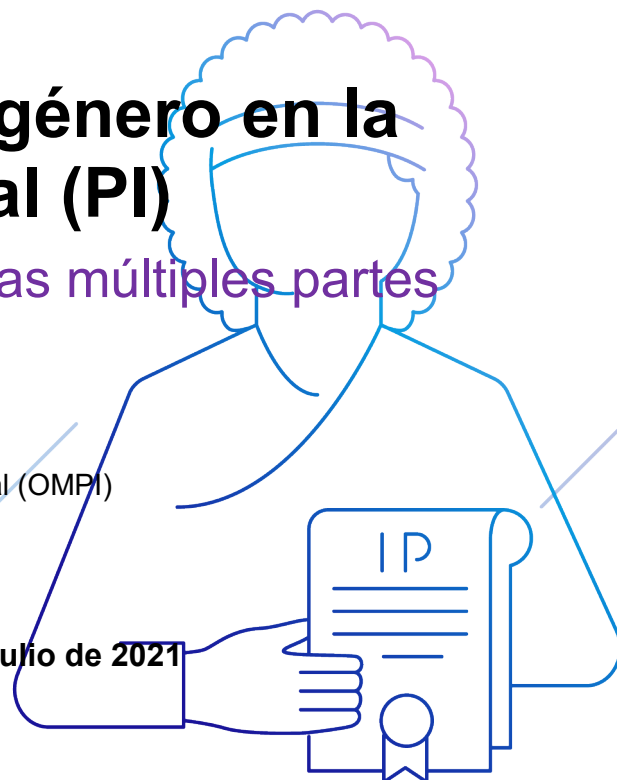 género en la
al (PI)
as múltiples partes
al (OMPI)
ulio de 2021
IP